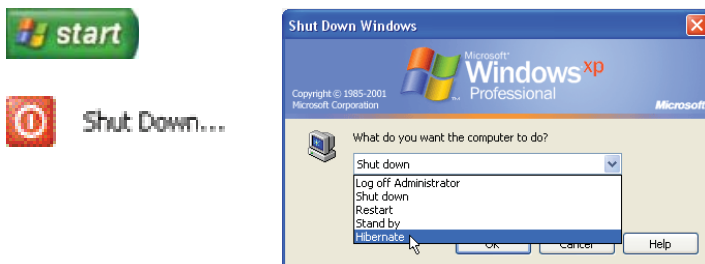 start
Shut Down...
Shut Down Windows
Microsoft
Windows xp
Professional
Copyright © 1985-2001
Microsoft Corporation
Microsoft
What do you want the computer to do?
Shut down
Log off Administrator
Shut down
Restart
Stand by
Hibernate
OK
Cancel
Help